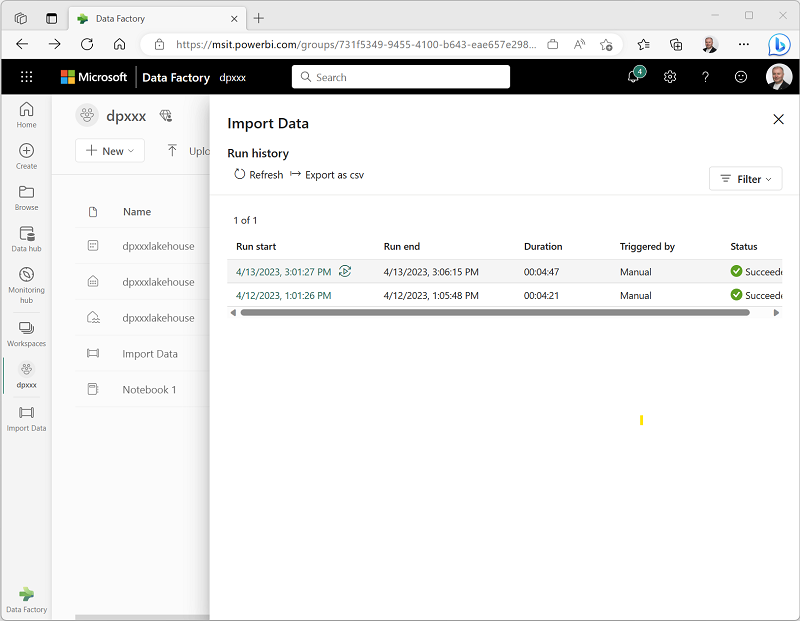 Data Factory
https://msit.powerbi.com/groups/731f5349-9455-4100-b643-eae657e298...
Microsoft Data Factory dpxxx Search 4
Home
Create
Browse
Data hub
Monitoring
hub
Workspaces
dpxxx
Import Data
Data Factory
dpxxx
New Uplo
Name
dpxxxlakehouse
dpxxxlakehouse
dpxxxlakehouse
Import Data
Notebook 1
Import Data
Run history
Refresh Export as csv
Filter
1 of 1
Run start Run end Duration Triggered by Status
4/13/2023, 3:01:27 PM 4/13/2023, 3:06:15 PM 00:04:47 Manual Succeede
4/12/2023, 1:01:26 PM 4/12/2023, 1:05:48 PM 00:04:21 Manual Succeede